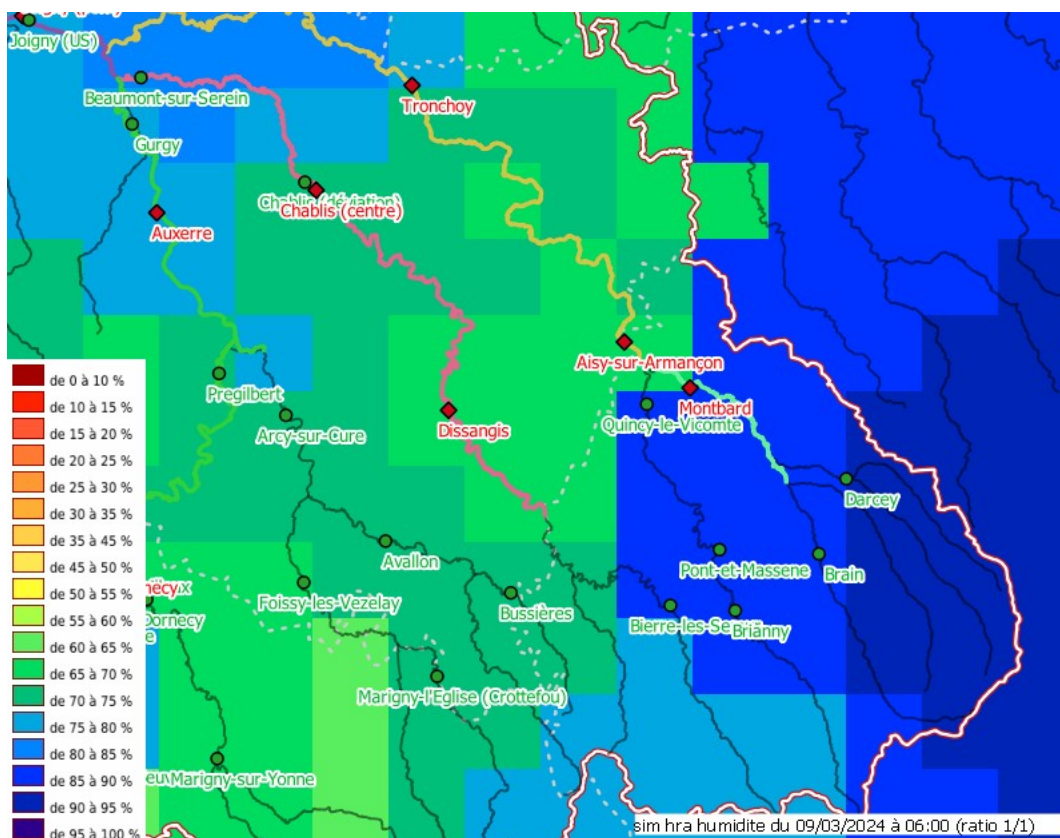 Joigny (US)
Beaumont-sur-Serein
Tronchoy
Gurgy
Chablis (déviation)
Chablis (centre)
Auxerre
Aisy-sur-Armançon
Pregilbert
Montbard
Quincy-le-Vicomte
Arcy-sur-Cure
Dissangis
Darcey
Avallon
Pont-et-Massene
Brain
Foissy-les-Vezelay
Bussières
Bierre-les-Se
Brianny
Dornecy
Marigny-l'Eglise (Crottefou)
Marigny-sur-Yonne
de 0 à 10 %
de 10 à 15 %
de 15 à 20 %
de 20 à 25 %
de 25 à 30 %
de 30 à 35 %
de 35 à 45 %
de 45 à 50 %
de 50 à 55 %
de 55 à 60 %
de 60 à 65 %
de 65 à 70 %
de 70 à 75 %
de 75 à 80 %
de 80 à 85 %
de 85 à 90 %
de 90 à 95 %
de 95 à 100 %
sim hra humidite du 09/03/2024 à 06:00 (ratio 1/1)